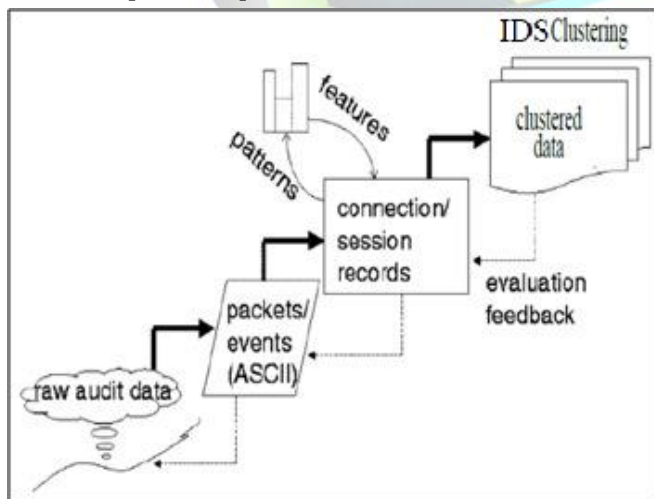 IDS Clustering
features
patterns
clustered
data
connection/
session
records
evaluation
feedback
packets/
events
(ASCII)
raw audit data